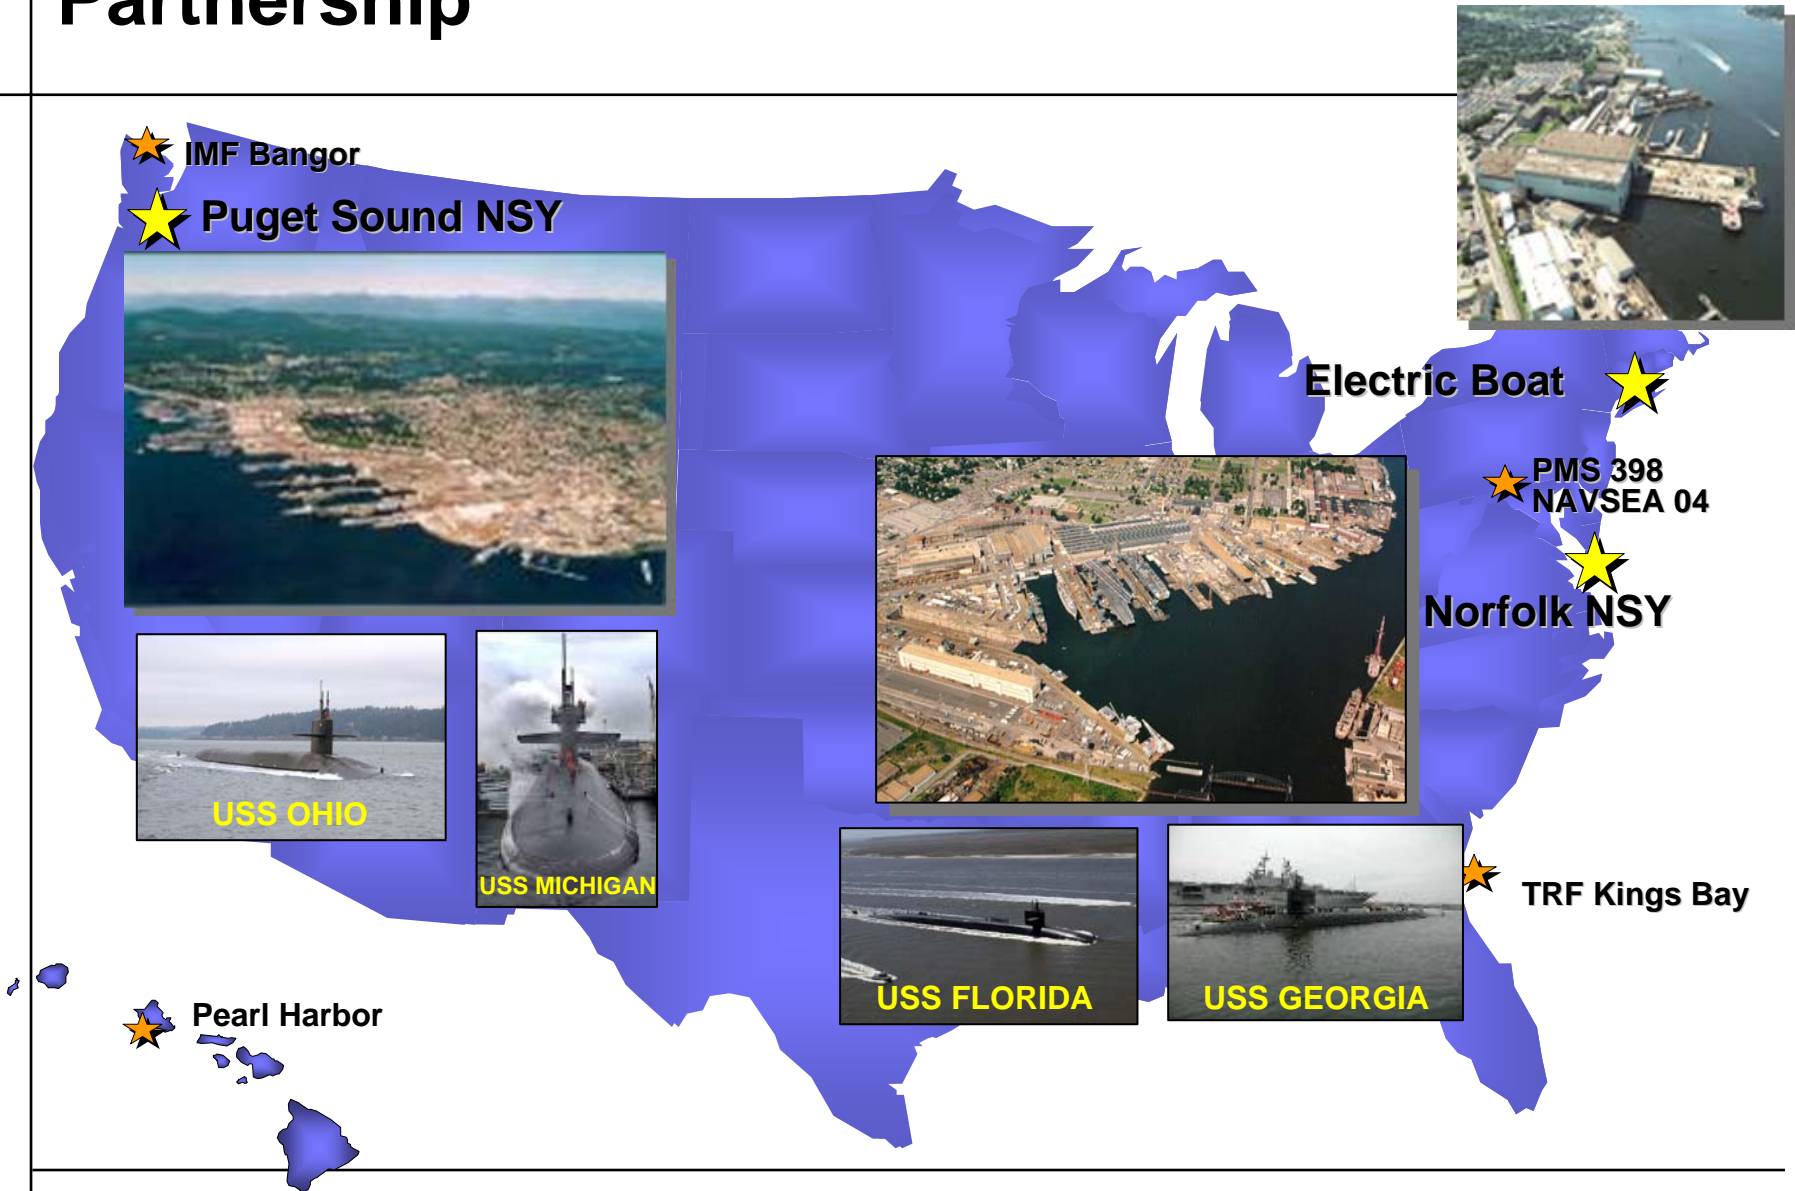 Partnership
IMF Bangor
Puget Sound NSY
Electric Boat
PMS 398
NAVSEA 04
Norfolk NSY
USS OHIO
USS MICHIGAN
USS FLORIDA
USS GEORGIA
TRF Kings Bay
Pearl Harbor